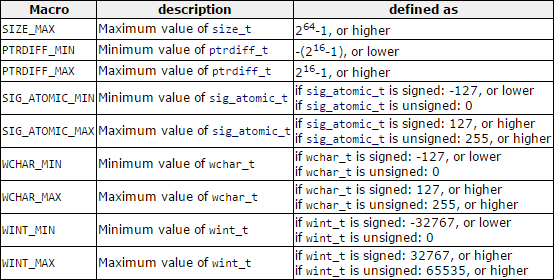 Macro description defined as
SIZE_MAX Maximum value of size_t 2^64-1, or higher
PTRDIFF_MIN Minimum value of ptrdiff_t -(2^16-1), or lower
PTRDIFF_MAX Maximum value of ptrdiff_t 2^16-1, or higher
SIG_ATOMIC_MIN Minimum value of sig_atomic_t if sig_atomic_t is signed: -127, or lower
if sig_atomic_t is unsigned: 0
SIG_ATOMIC_MAX Maximum value of sig_atomic_t if sig_atomic_t is signed: 127, or higher
if sig_atomic_t is unsigned: 255, or higher
WCHAR_MIN Minimum value of wchar_t if wchar_t is signed: -127, or lower
if wchar_t is unsigned: 0
WCHAR_MAX Maximum value of wchar_t if wchar_t is signed: 127, or higher
if wchar_t is unsigned: 255, or higher
WINT_MIN Minimum value of wint_t if wint_t is signed: -32767, or lower
if wint_t is unsigned: 0
WINT_MAX Maximum value of wint_t if wint_t is signed: 32767, or higher
if wint_t is unsigned: 65535, or higher